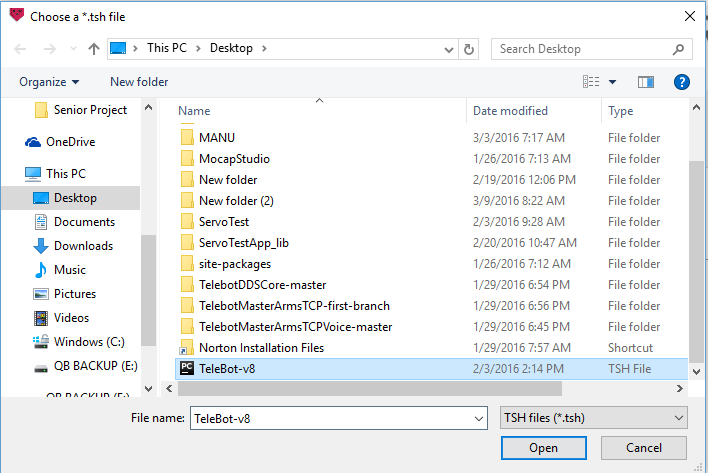 Choose a *.tsh file
This PC > Desktop >
Search Desktop
Organize
New folder
Name Date modified Type
Senior Project
OneDrive
This PC
Desktop
Documents
Downloads
Music
Pictures
Videos
Windows (C:)
QB BACKUP (E:)
QB BACKUP (E:)
MANU 3/3/2016 7:17 AM File folder
MocapStudio 1/26/2016 7:13 AM File folder
New folder 2/19/2016 12:06 PM File folder
New folder (2) 3/9/2016 8:22 AM File folder
ServoTest 2/3/2016 9:28 AM File folder
ServoTestApp_lib 2/20/2016 10:47 AM File folder
site-packages 1/26/2016 7:12 AM File folder
TelebotDDSCore-master 1/29/2016 6:54 PM File folder
TelebotMasterArmsTCP-first-branch 1/29/2016 6:56 PM File folder
TelebotMasterArmsTCPVoice-master 1/29/2016 6:45 PM File folder
Norton Installation Files 1/29/2016 7:57 AM Shortcut
TeleBot-v8 2/3/2016 2:14 PM TSH File
File name: TeleBot-v8
TSH files (*.tsh)
Open
Cancel